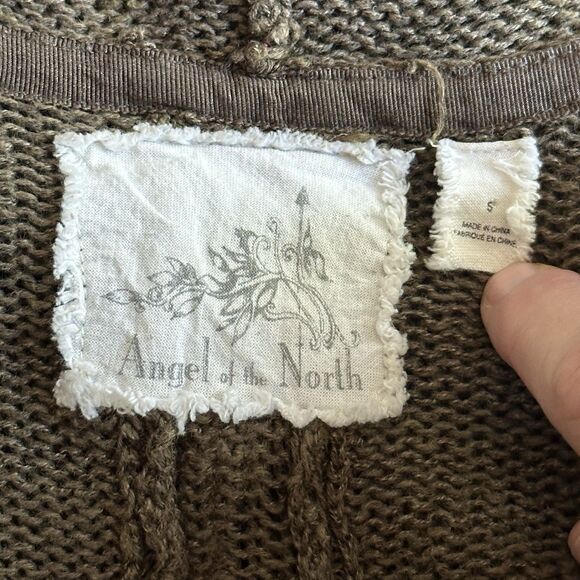 Angel of the North
S
MADE IN CHINA
FABRIQUÉ EN CHINE